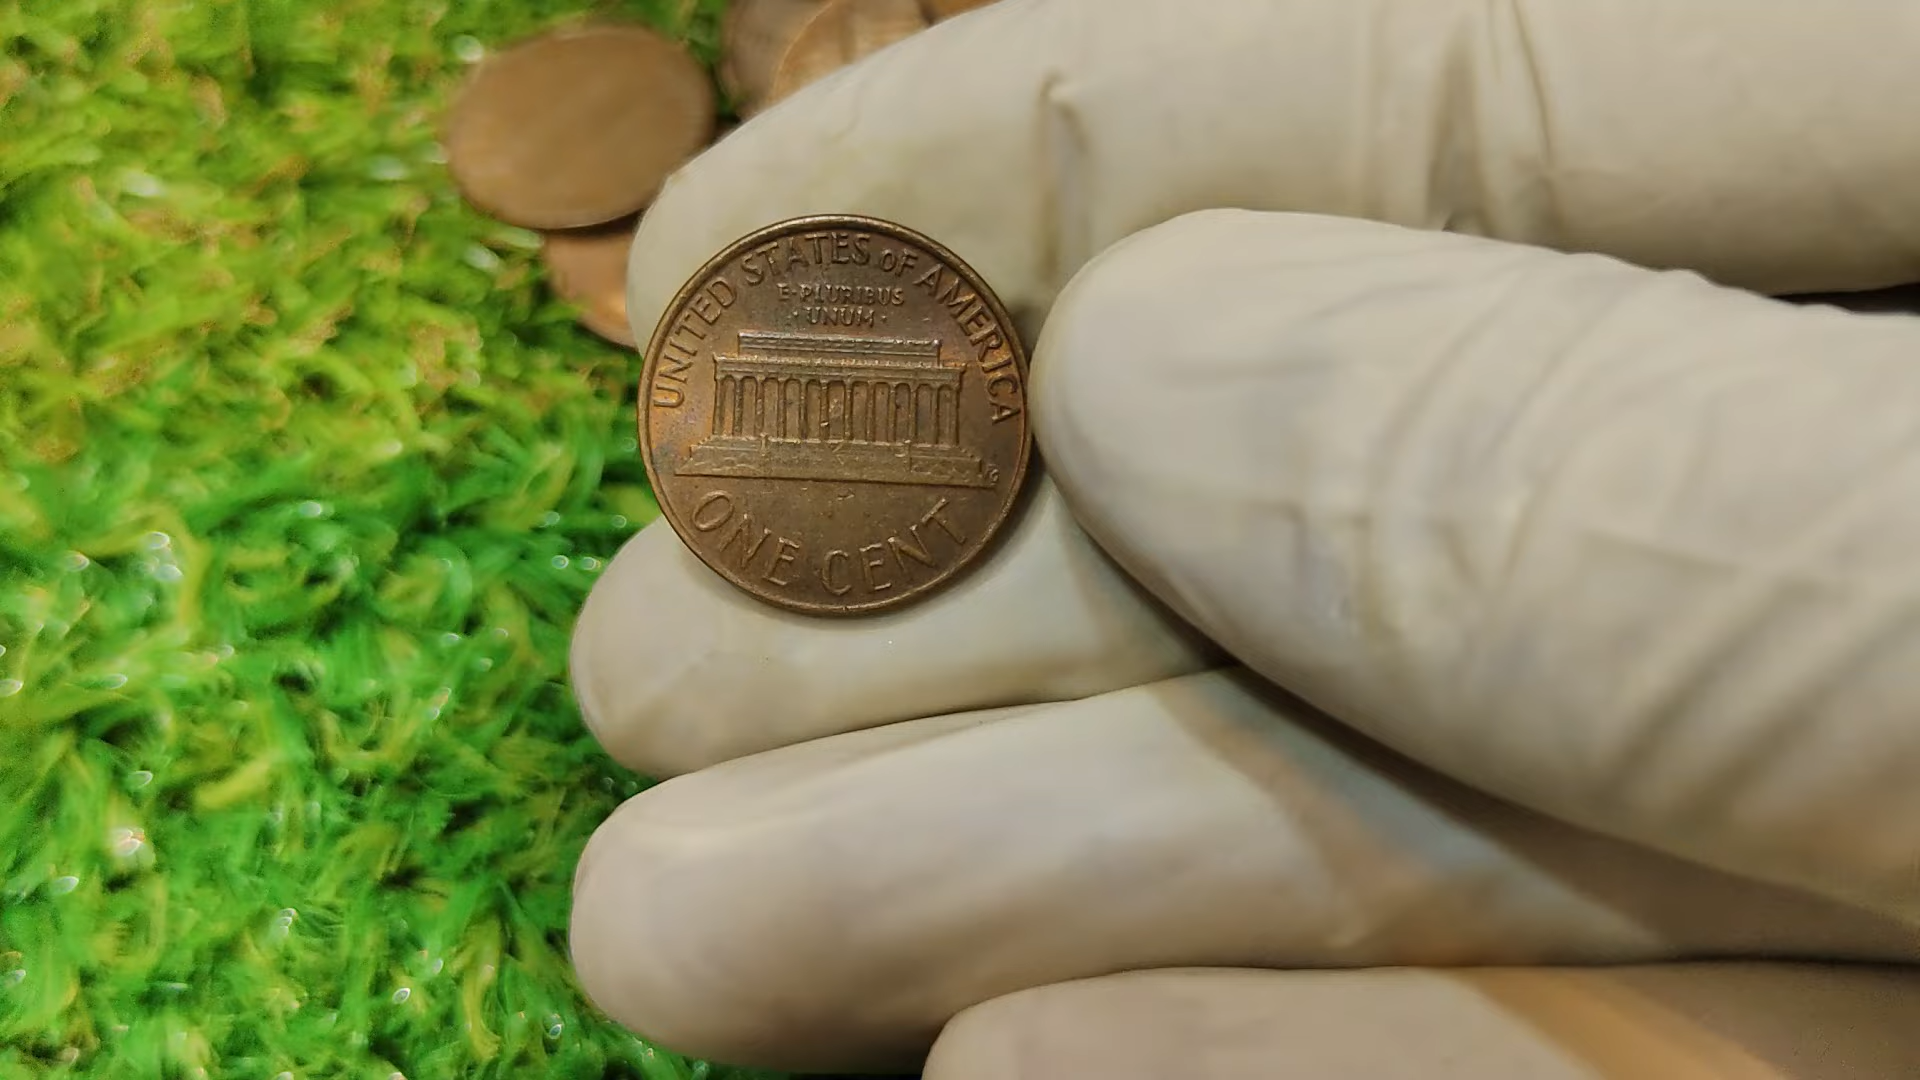 UNITED STATES OF AMERICA
E·PLURIBUS
·UNUM·
ONE CENT